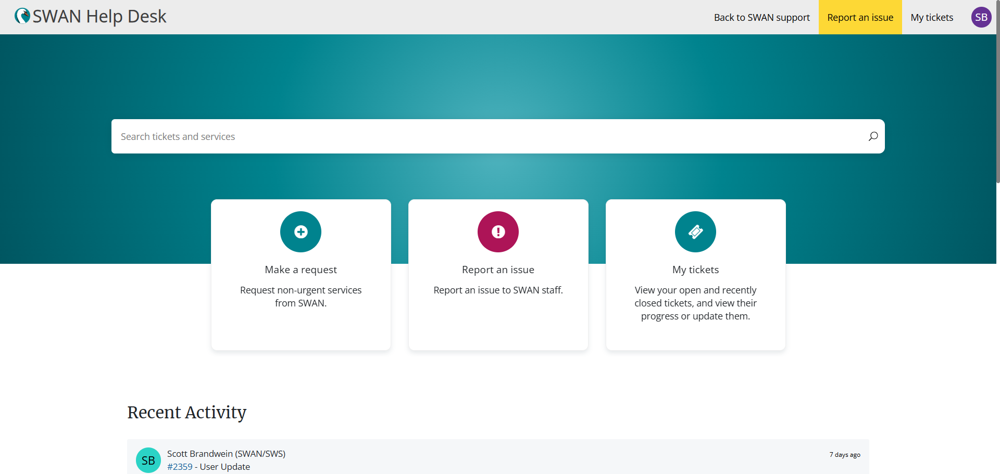 SWAN Help Desk
Back to SWAN support
Report an issue
My tickets
SB
Search tickets and services
Make a request
Request non-urgent services
from SWAN.
Report an issue
Report an issue to SWAN staff.
My tickets
View your open and recently
closed tickets, and view their
progress or update them.
Recent Activity
SB
Scott Brandwein (SWAN/SWS)
7 days ago
#2359 - User Update